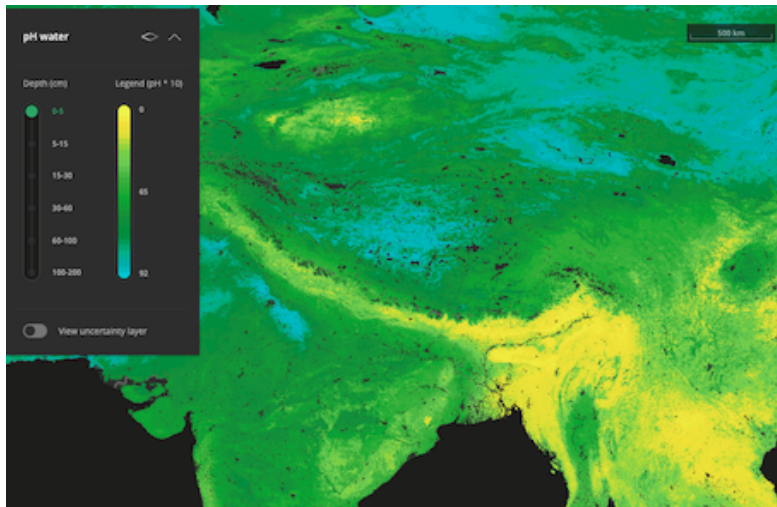 pH water
500 km
Depth (cm)
Legend (pH * 10)
0-5
0
5-15
15-30
65
30-60
60-100
100-200
92
View uncertainty layer